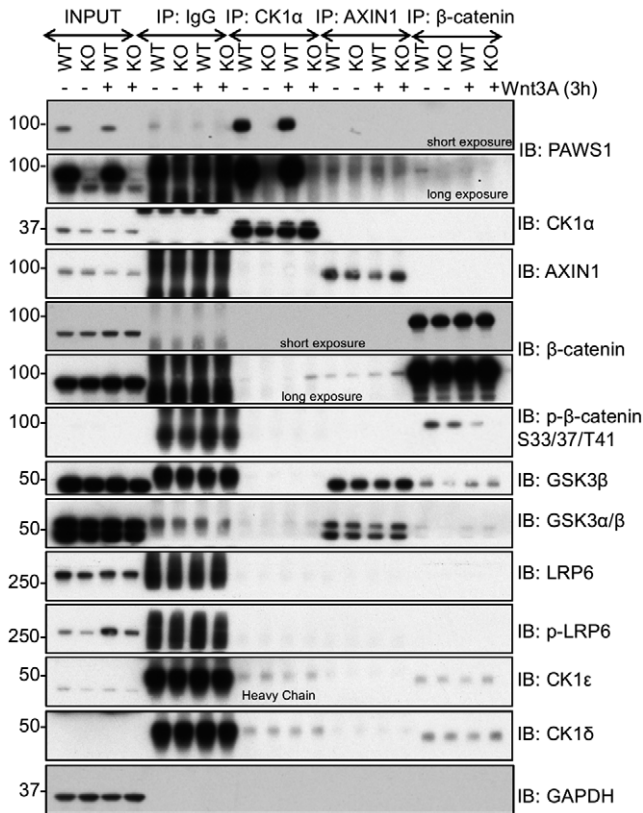 INPUT IP: IgG IP: CK1α IP: AXIN1 IP: β-catenin
WT KO WT KO WT KO WT KO WT KO WT KO WT KO WT KO WT KO WT KO
- - + + - - + + - - + + - - + + - - + + Wnt3A (3h)
100- short exposure
IB: PAWS1
100- long exposure
37- IB: CK1α
100- IB: AXIN1
100- short exposure
IB: β-catenin
100- long exposure
100- IB: p-β-catenin
S33/37/T41
50- IB: GSK3β
50- IB: GSK3α/β
250- IB: LRP6
250- IB: p-LRP6
50- Heavy Chain IB: CK1ε
50- IB: CK1δ
37- IB: GAPDH